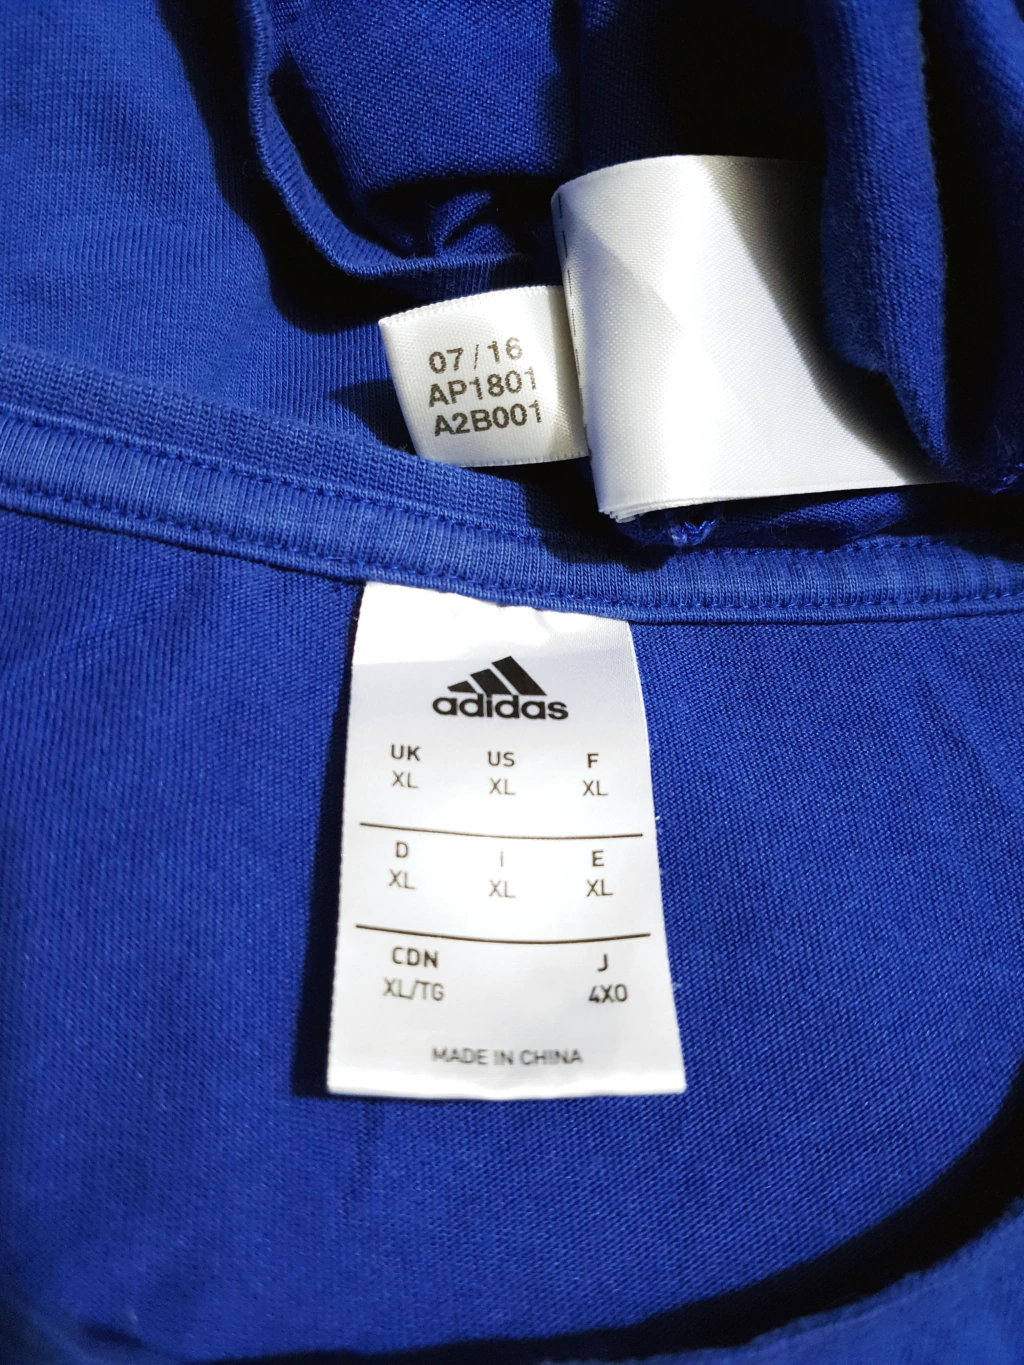 07/16
AP1801
A2B001
adidas
UK US F
XL XL XL
D I E
XL XL XL
CDN J
XL/TG 4XO
MADE IN CHINA